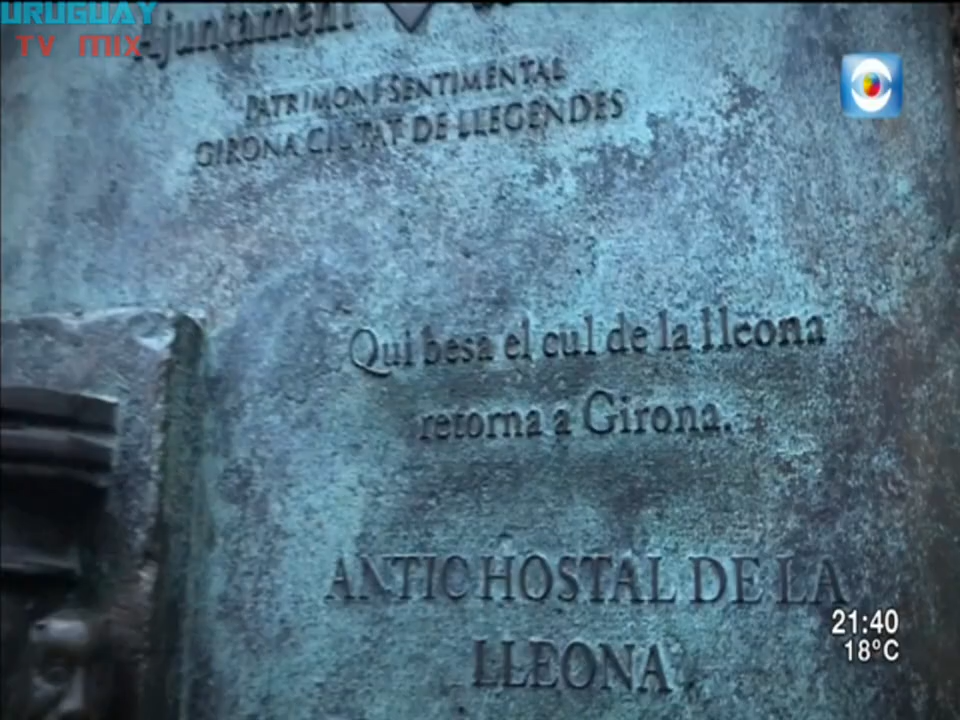 URUGUAY
TV MIX
Ajuntament
PATRIMONI SENTIMENTAL
GIRONA CIUTAT DE LLEGENDES
Qui besa el cul de la lleona
retorna a Girona.
ANTIC HOSTAL DE LA
LLEONA
21:40
18°C